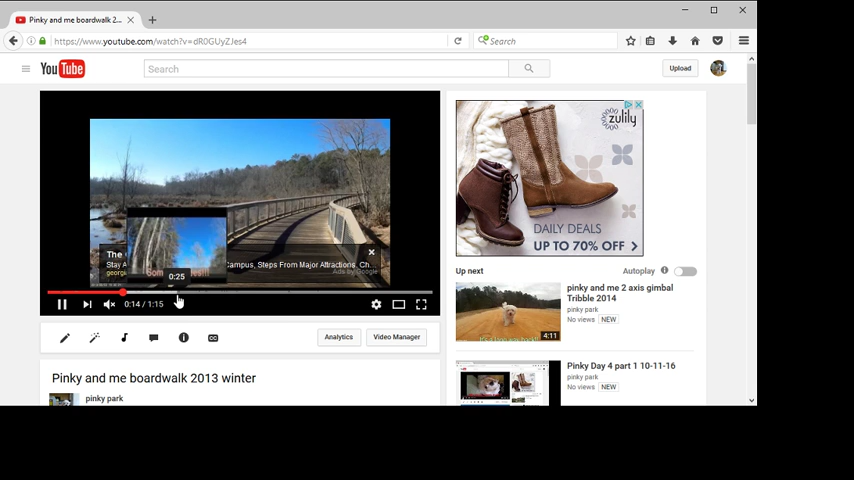 Pinky and me boardwalk 2...
https://www.youtube.com/watch?v=dR0GUyZJes4
Search
YouTube
Search
Upload
zulily
DAILY DEALS
UP TO 70% OFF
The
Stay A
Campus, Steps From Major Attractions. Ch...
georgi
Ads by Google
Som
0:25
0:14 / 1:15
Up next
Autoplay
pinky and me 2 axis gimbal
Tribble 2014
pinky park
No views NEW
4:11
Analytics
Video Manager
Pinky Day 4 part 1 10-11-16
pinky park
No views NEW
Pinky and me boardwalk 2013 winter
pinky park